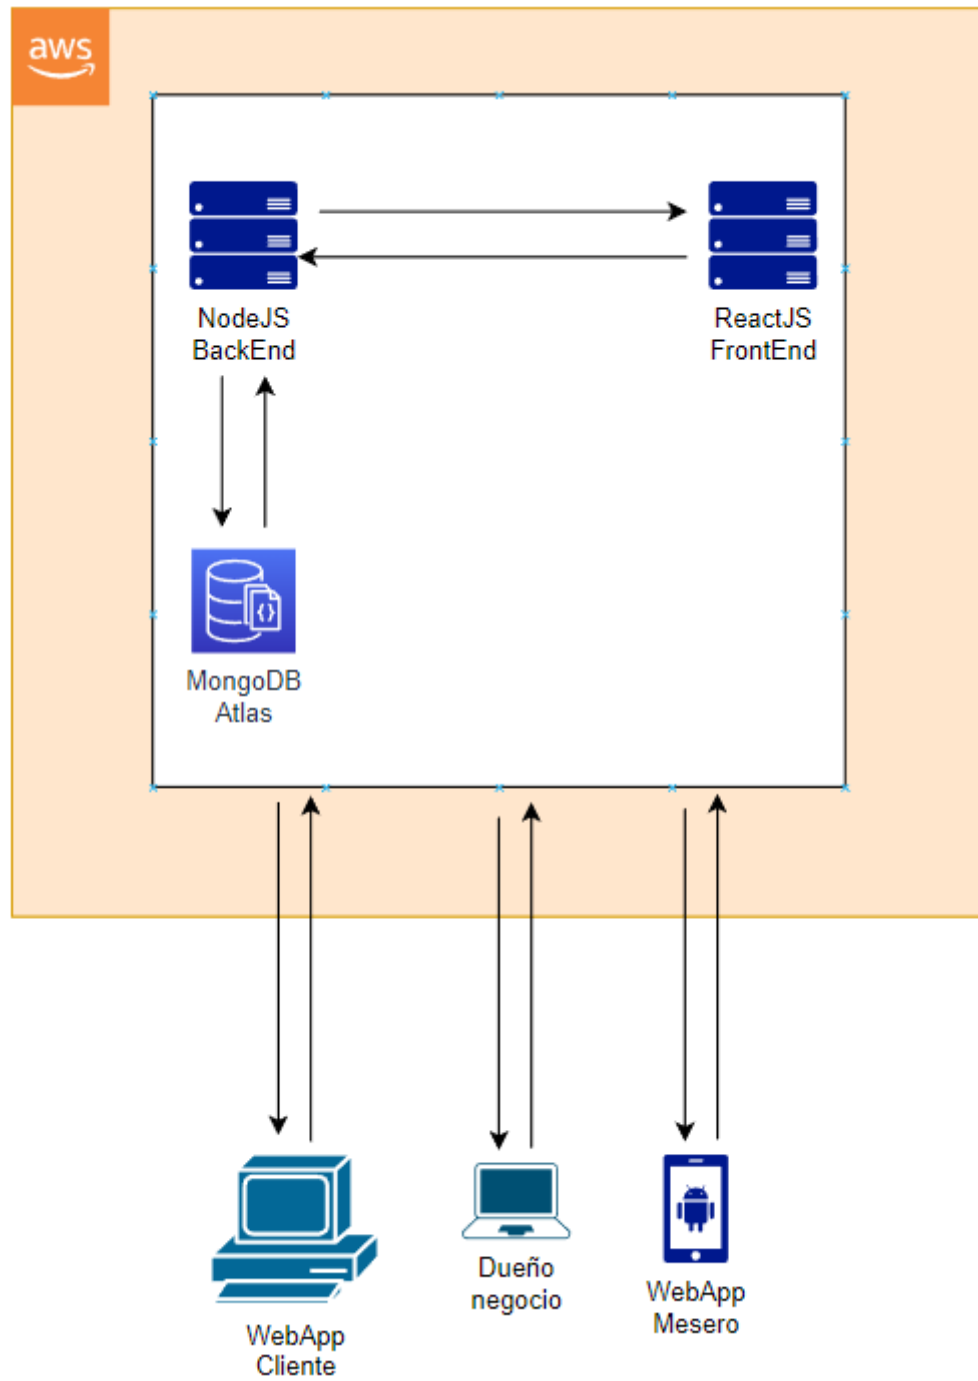 aws
NodeJS
BackEnd
ReactJS
FrontEnd
MongoDB
Atlas
WebApp
Cliente
Dueño
negocio
WebApp
Mesero